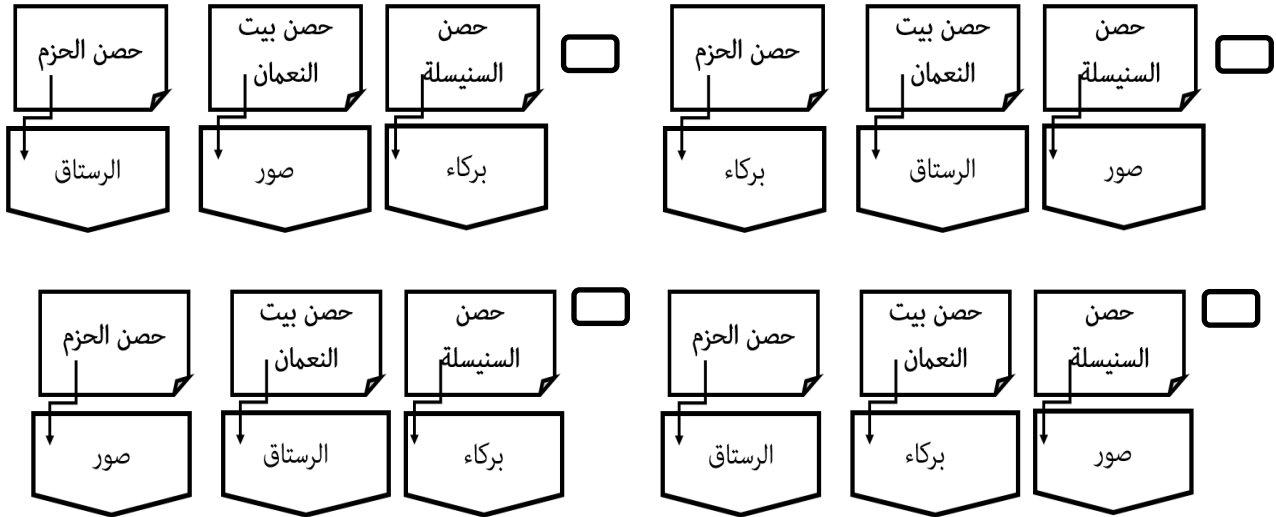 حصن
السنيسلة
حصن بيت
النعمان
حصن الحزم
صور
الرستاق
بركاء
حصن
السنيسلة
حصن بيت
النعمان
حصن الحزم
بركاء
صور
الرستاق
حصن
السنيسلة
حصن بيت
النعمان
حصن الحزم
صور
بركاء
الرستاق
حصن
السنيسلة
حصن بيت
النعمان
حصن الحزم
بركاء
الرستاق
صور